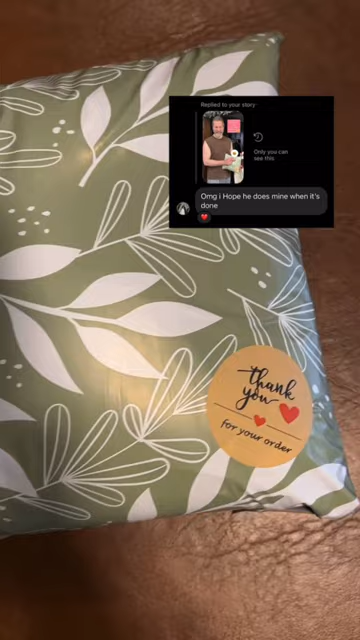 Replied to your story
Only you can
see this
Omg i Hope he does mine when it's
done
thank
you
for your order